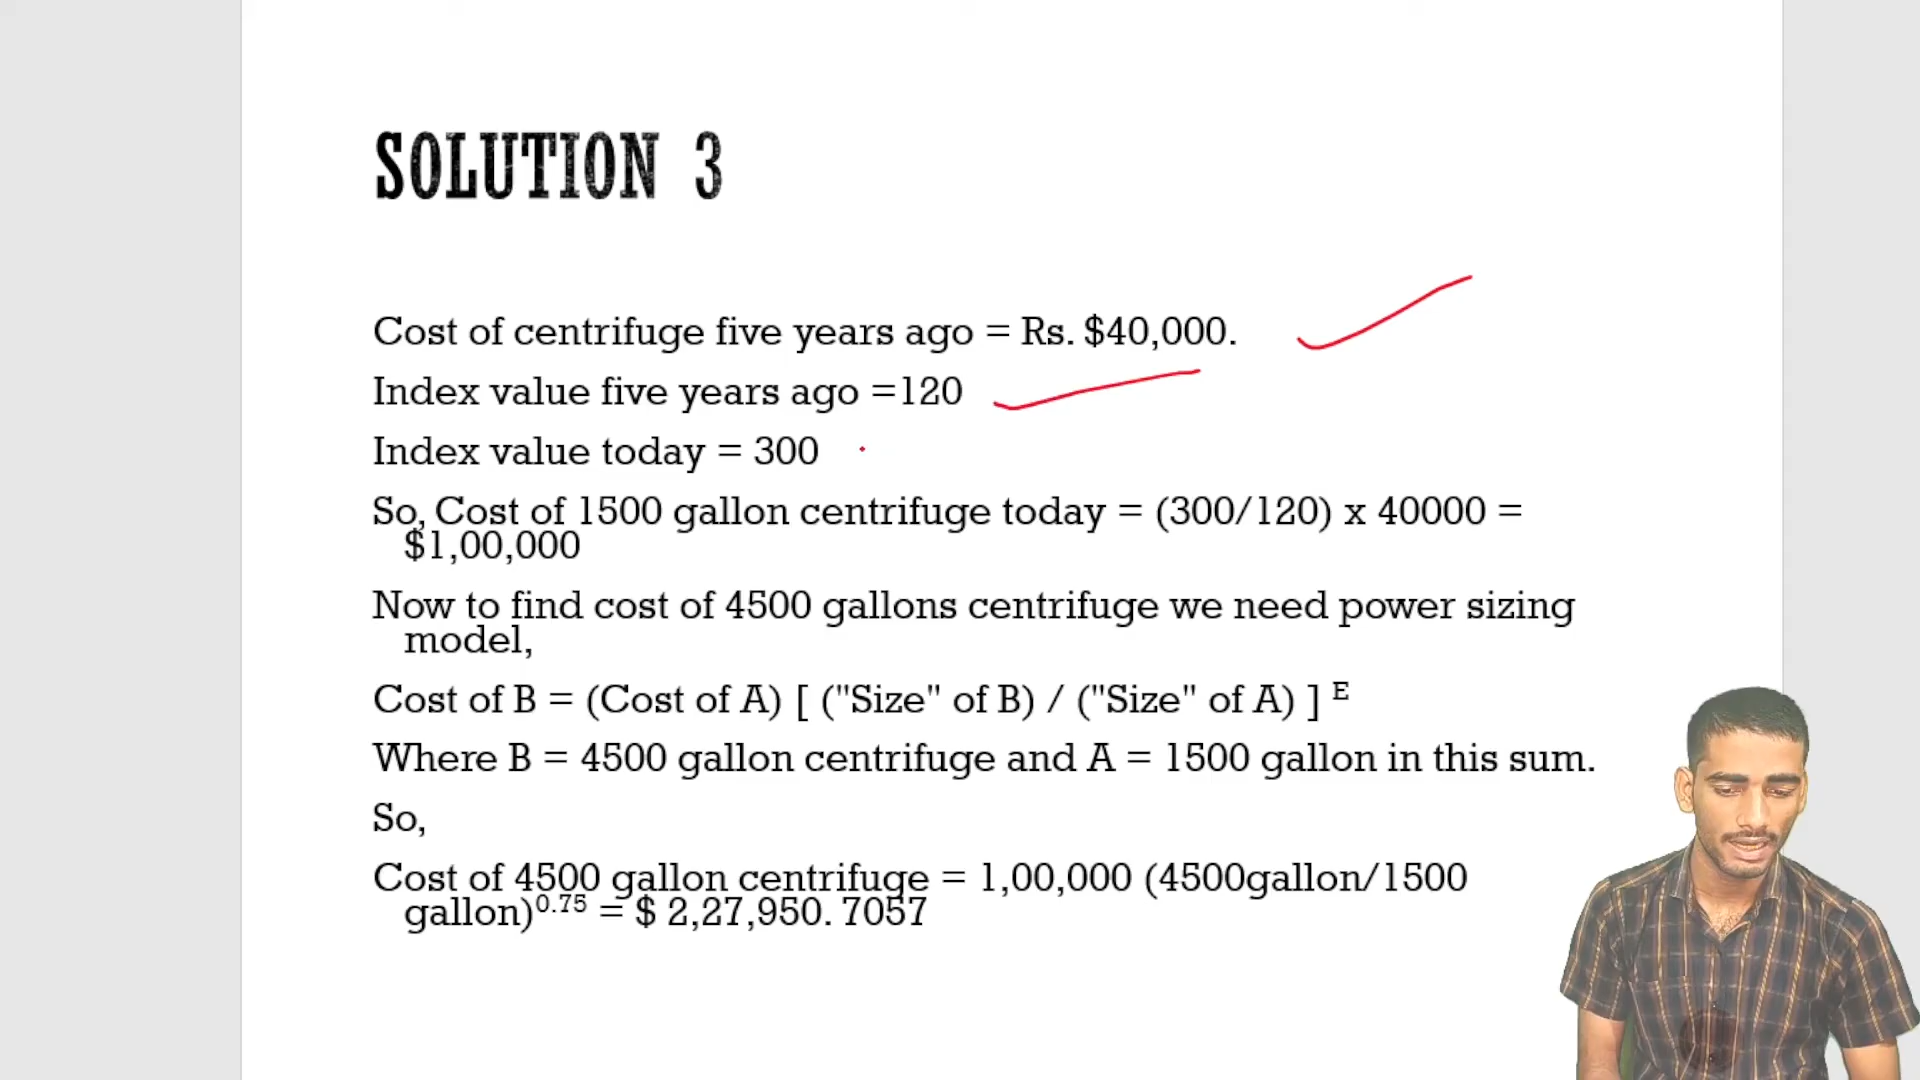 SOLUTION 3
Cost of centrifuge five years ago = Rs. $40,000.
Index value five years ago =120
Index value today = 300
So, Cost of 1500 gallon centrifuge today = (300/120) x 40000 =
$1,00,000
Now to find cost of 4500 gallons centrifuge we need power sizing
model,
Cost of B = (Cost of A) [ ("Size" of B) / ("Size" of A) ] ᴱ
Where B = 4500 gallon centrifuge and A = 1500 gallon in this sum.
So,
Cost of 4500 gallon centrifuge = 1,00,000 (4500gallon/1500
gallon)⁰·⁷⁵ = $ 2,27,950. 7057